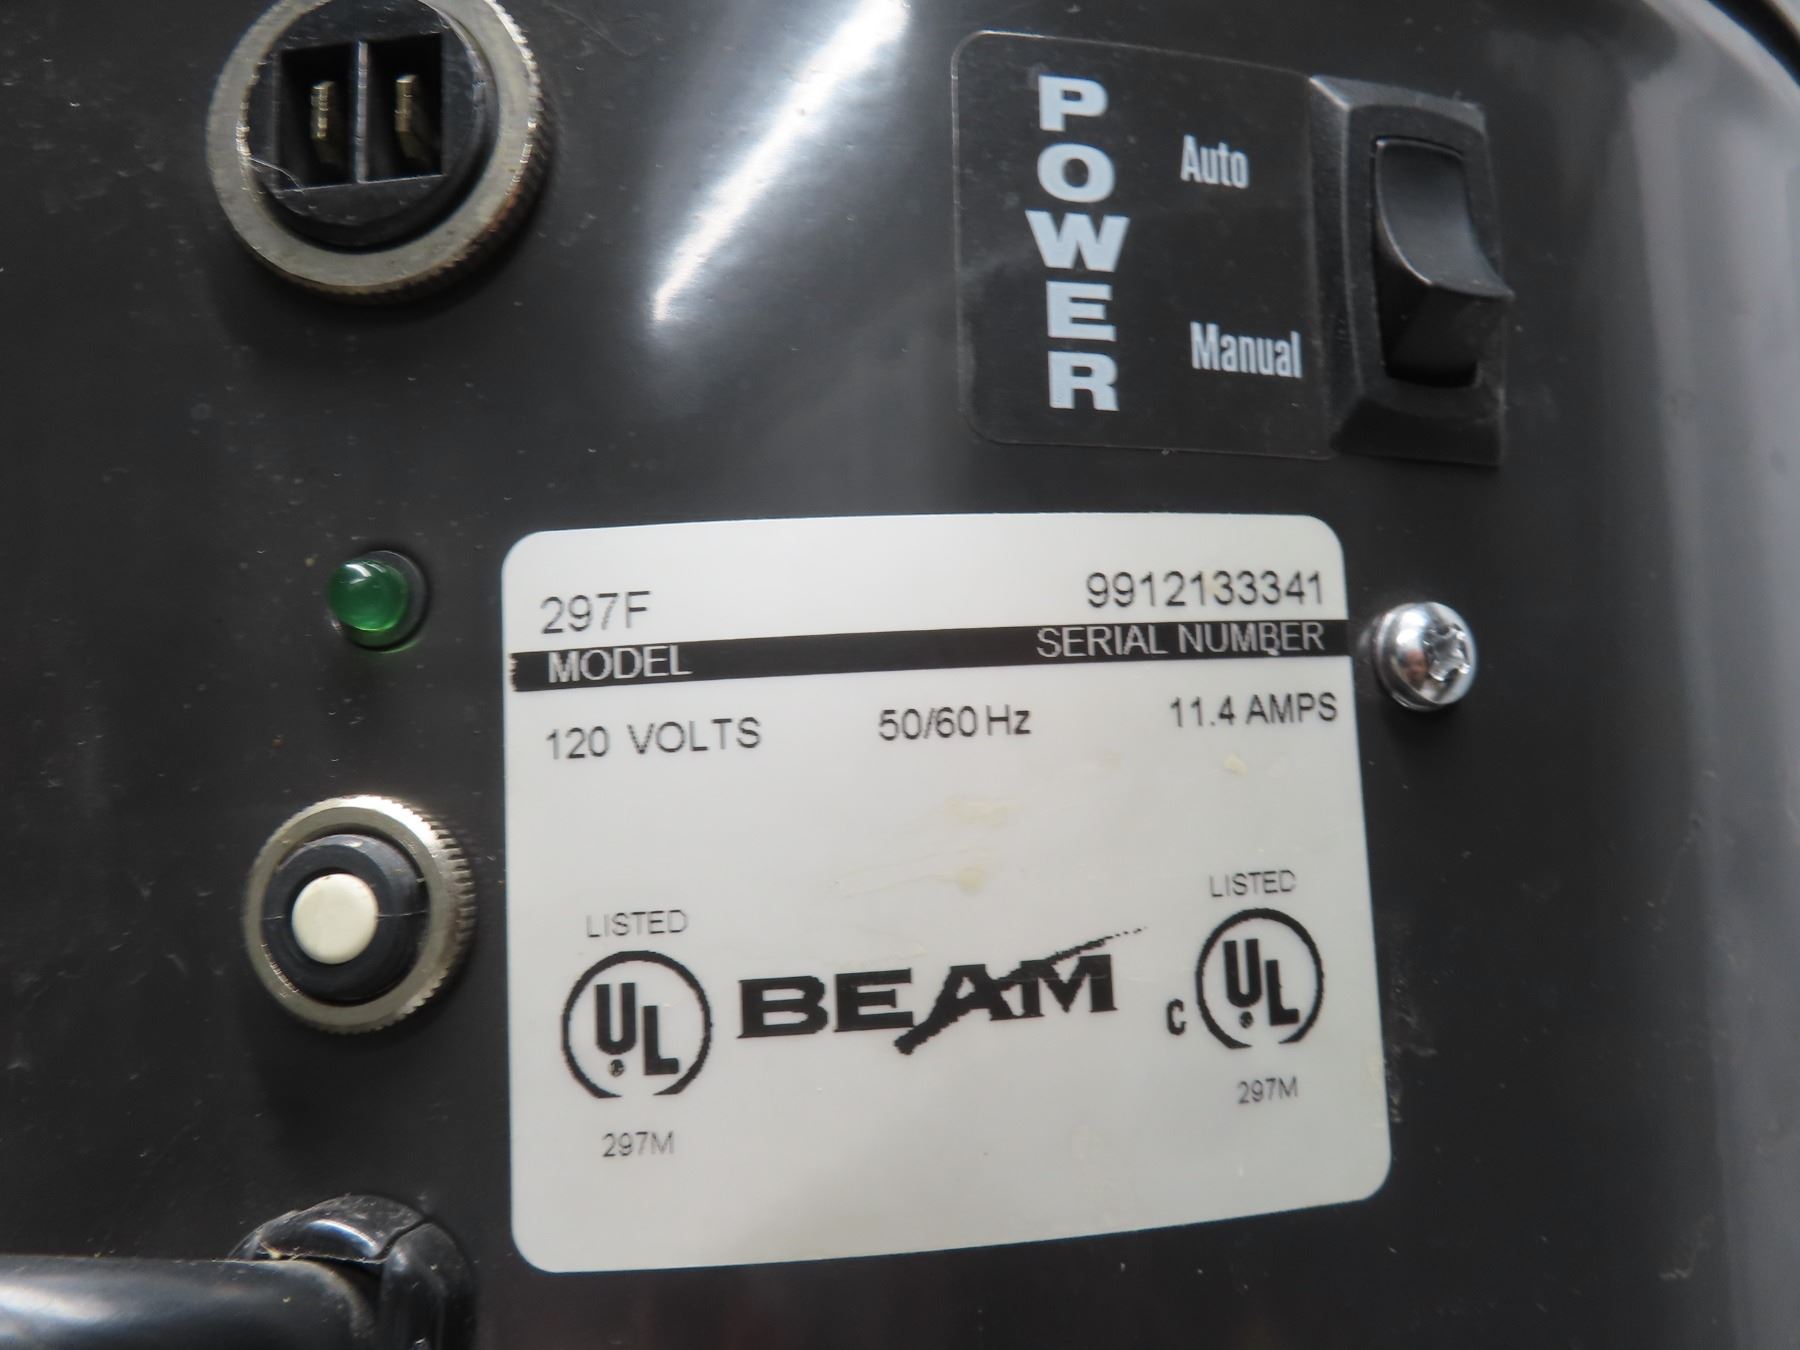 POWER
Auto
Manual
297F 9912133341
MODEL SERIAL NUMBER
120 VOLTS 50/60 Hz 11.4 AMPS
LISTED LISTED
UL BEAM C UL
297M 297M